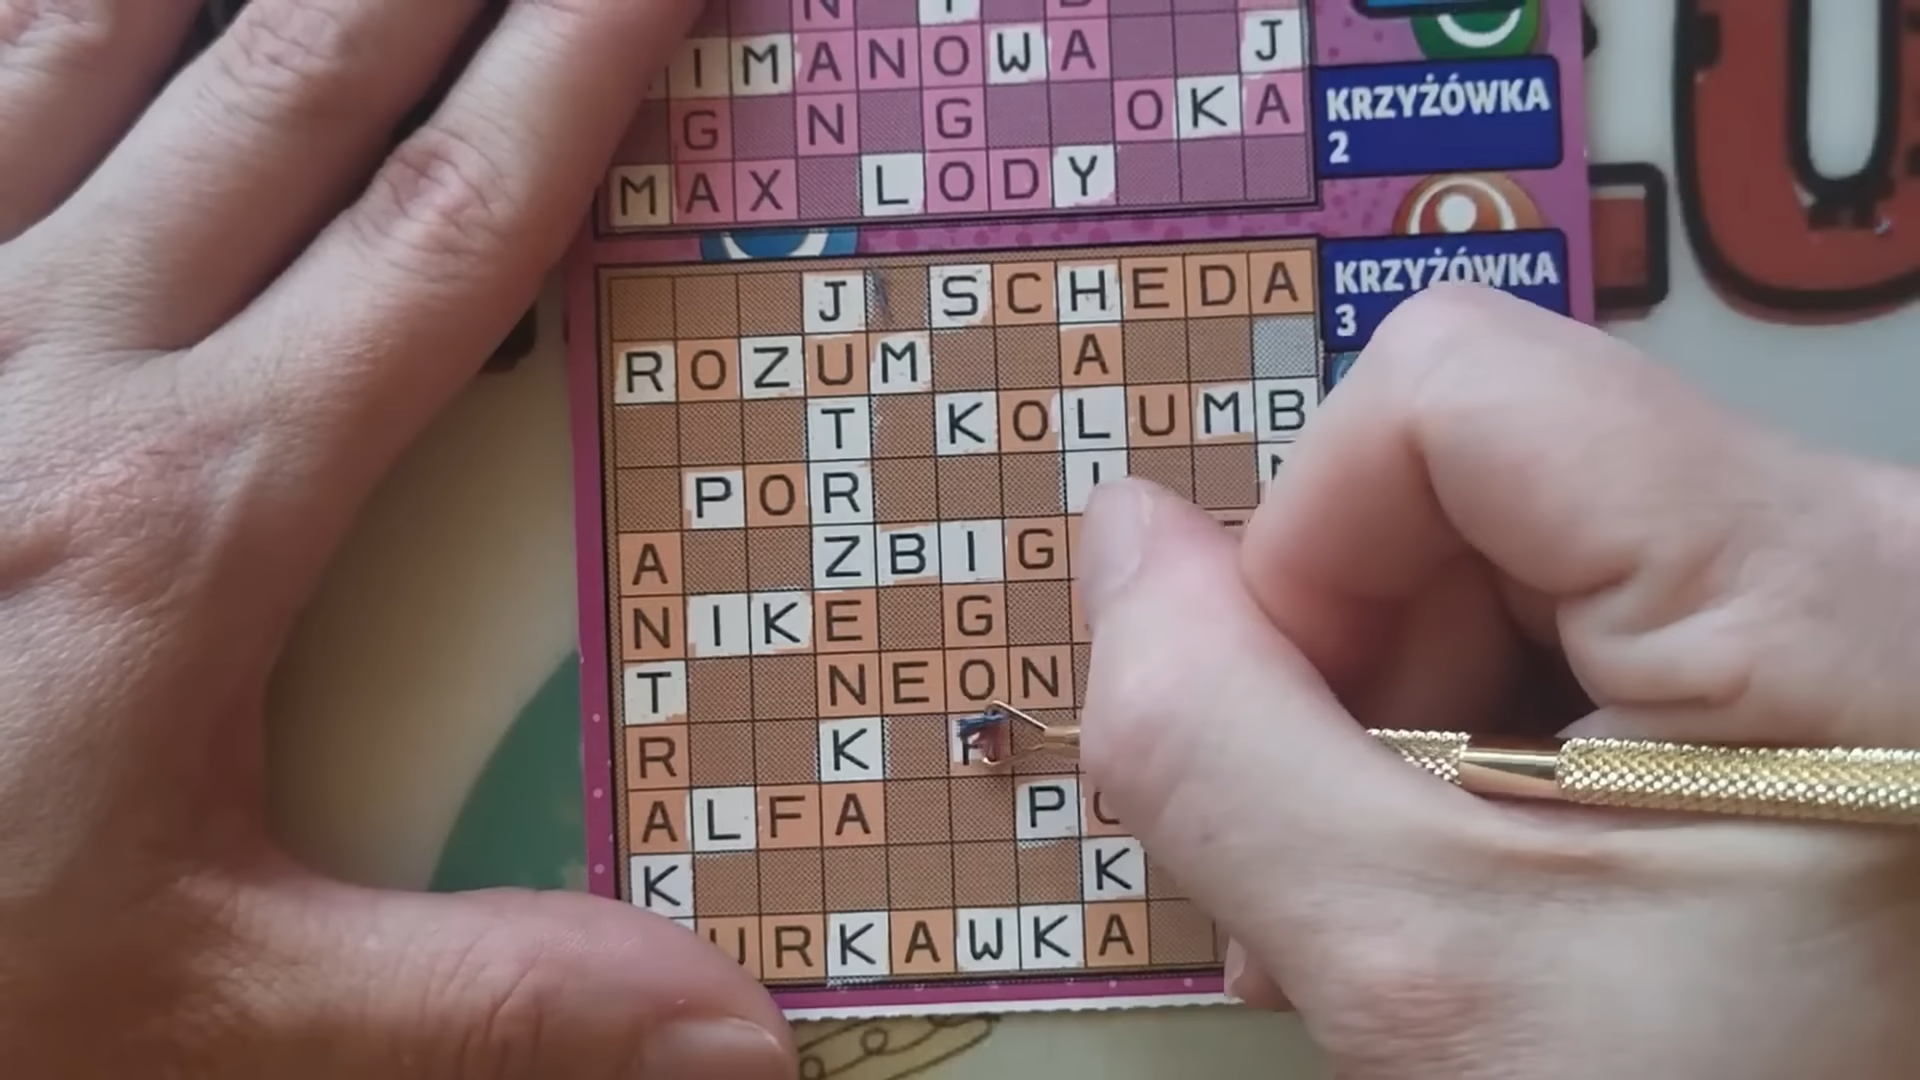 IMANOWA J
G N G OKA
MAX LODY
KRZYŻÓWKA
2
KRZYŻÓWKA
3
J SCHEDA
ROZUM A
T KOLUMB
POR
A ZBIG
NIKE G
T NEON
R K
ALFA P
K K
URKAWKA